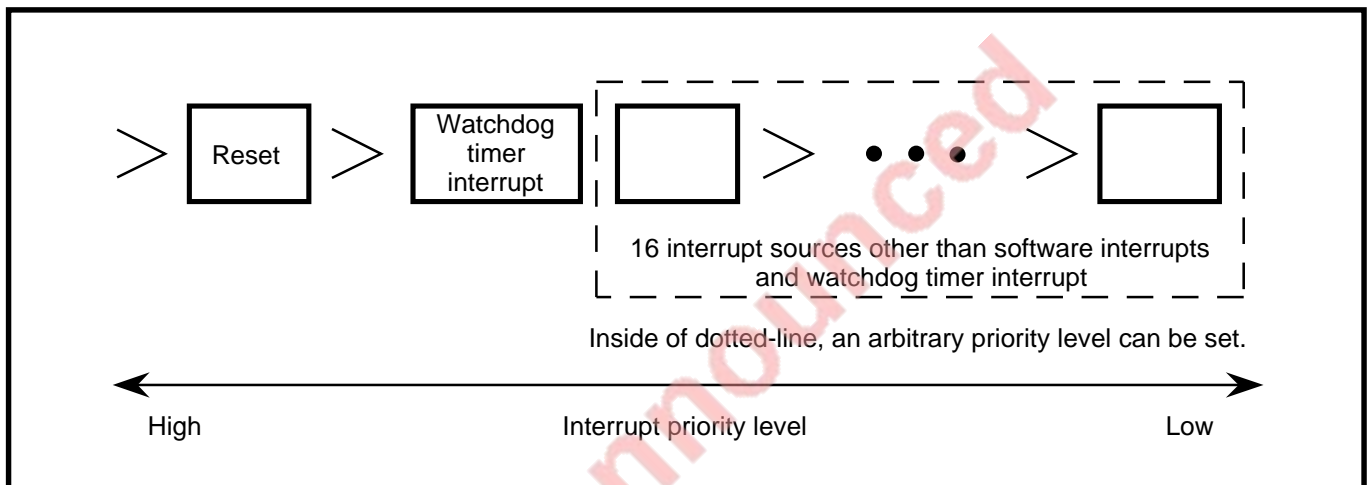 Reset
Watchdog
timer
interrupt
16 interrupt sources other than software interrupts
and watchdog timer interrupt
Inside of dotted-line, an arbitrary priority level can be set.
High
Interrupt priority level
Low
nnounced